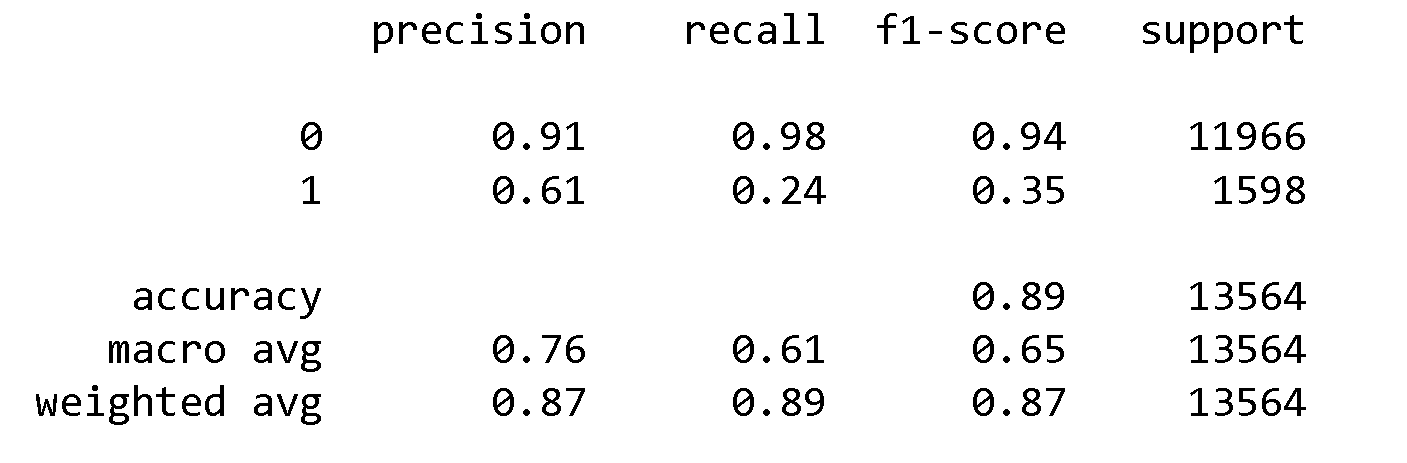 precision recall f1-score support
0 0.91 0.98 0.94 11966
1 0.61 0.24 0.35 1598
accuracy 0.89 13564
macro avg 0.76 0.61 0.65 13564
weighted avg 0.87 0.89 0.87 13564